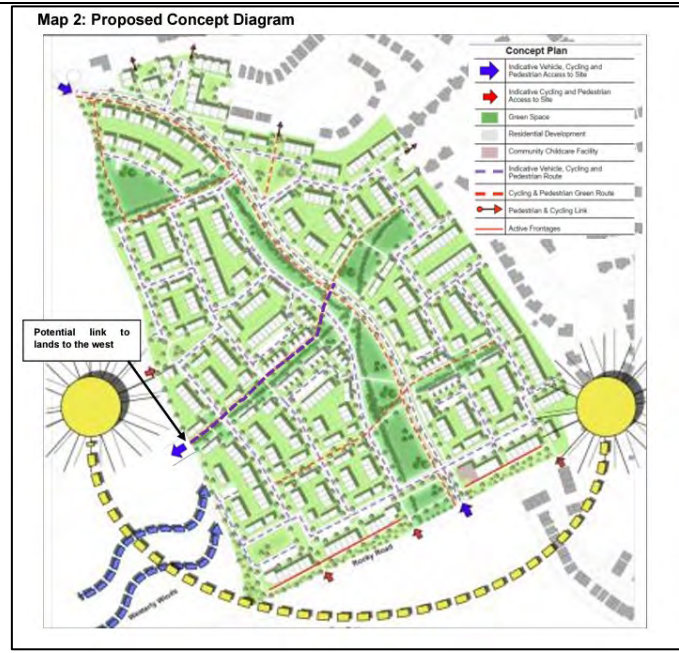 Map 2: Proposed Concept Diagram
Concept Plan
Indicative Vehicle, Cycling and
Pedestrian Access to Site
Indicative Cycling and Pedestrian
Access to Site
Green Space
Residential Development
Community Childcare Facility
Indicative Vehicle, Cycling and
Pedestrian Route
Cycling & Pedestrian Green Route
Pedestrian & Cycling Link
Active Frontages
Potential link to
lands to the west
Rocky Road
Westerly Winds